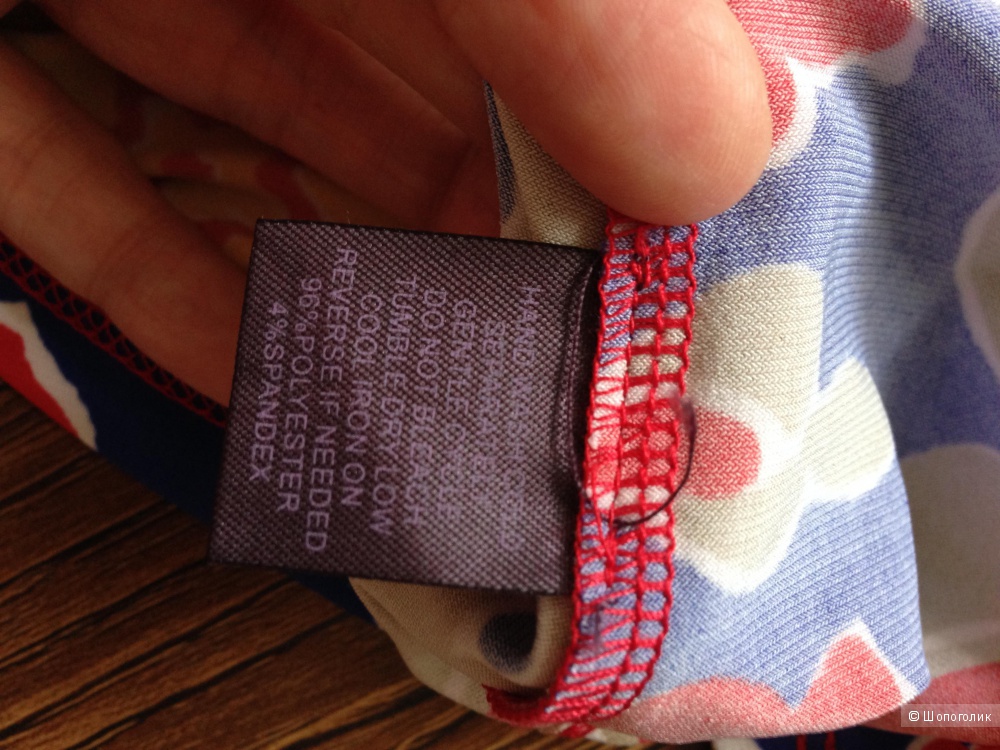 HAND WASH COLD
SEPARATELY
GENTLE CYCLE
DO NOT BLEACH
TUMBLE DRY LOW
COOL IRON ON
REVERSE IF NEEDED
96%POLYESTER
4%SPANDEX
© Шопоголик